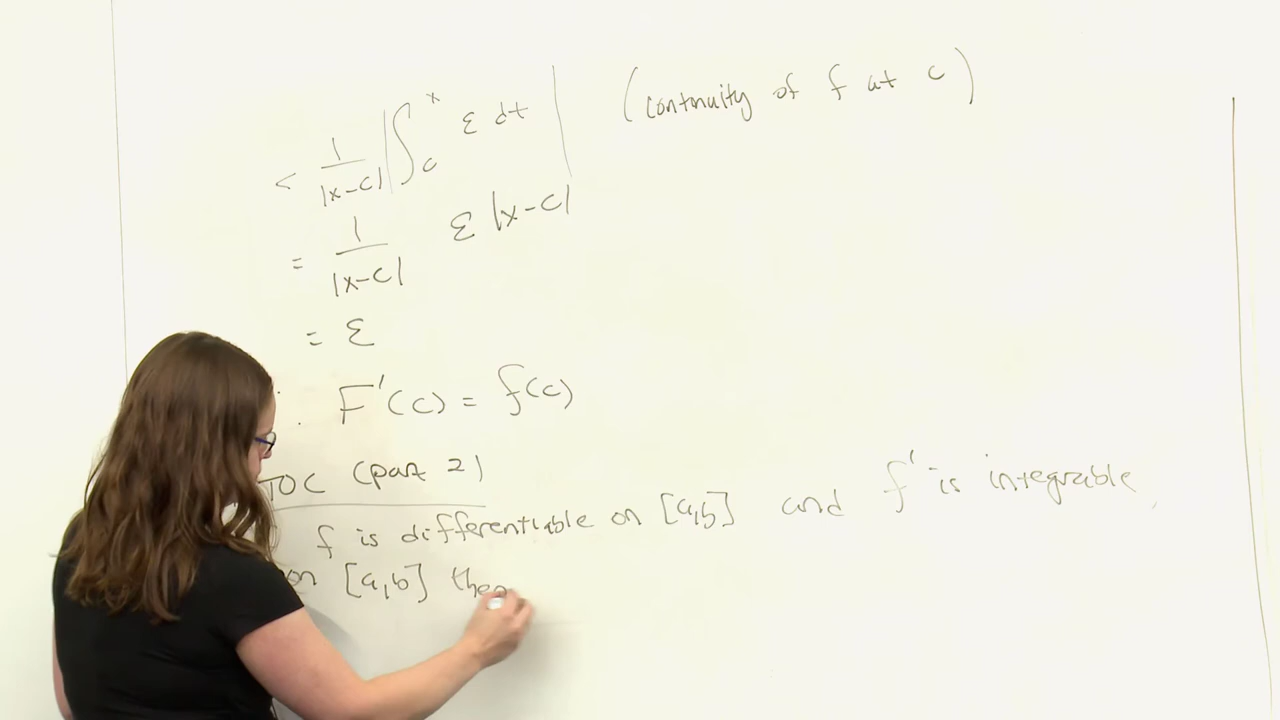 < 1/|x-c| |∫_c^x ε dt| (continuity of f at c)
= 1/|x-c| ε |x-c|
= ε
∴ F'(c) = f(c)
TOC (part 2)
f is differentiable on [a,b] and f' is integrable
on [a,b] then